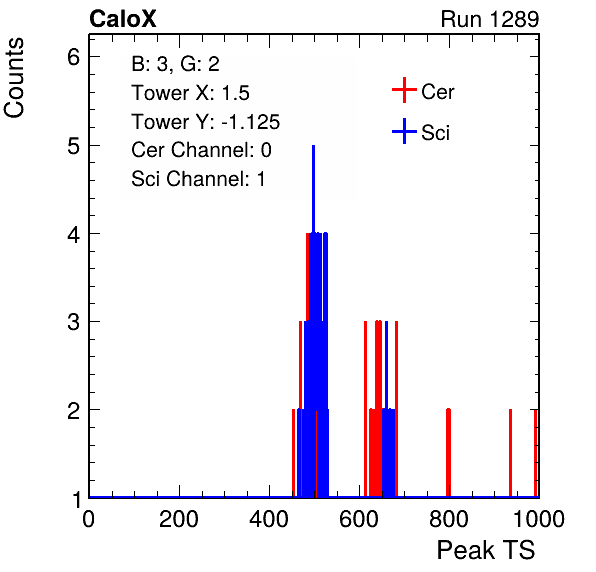 CaloX Run 1289
Counts
B: 3, G: 2
Tower X: 1.5
Tower Y: -1.125
Cer Channel: 0
Sci Channel: 1
Cer
Sci
6
5
4
3
2
1
0 200 400 600 800 1000
Peak TS